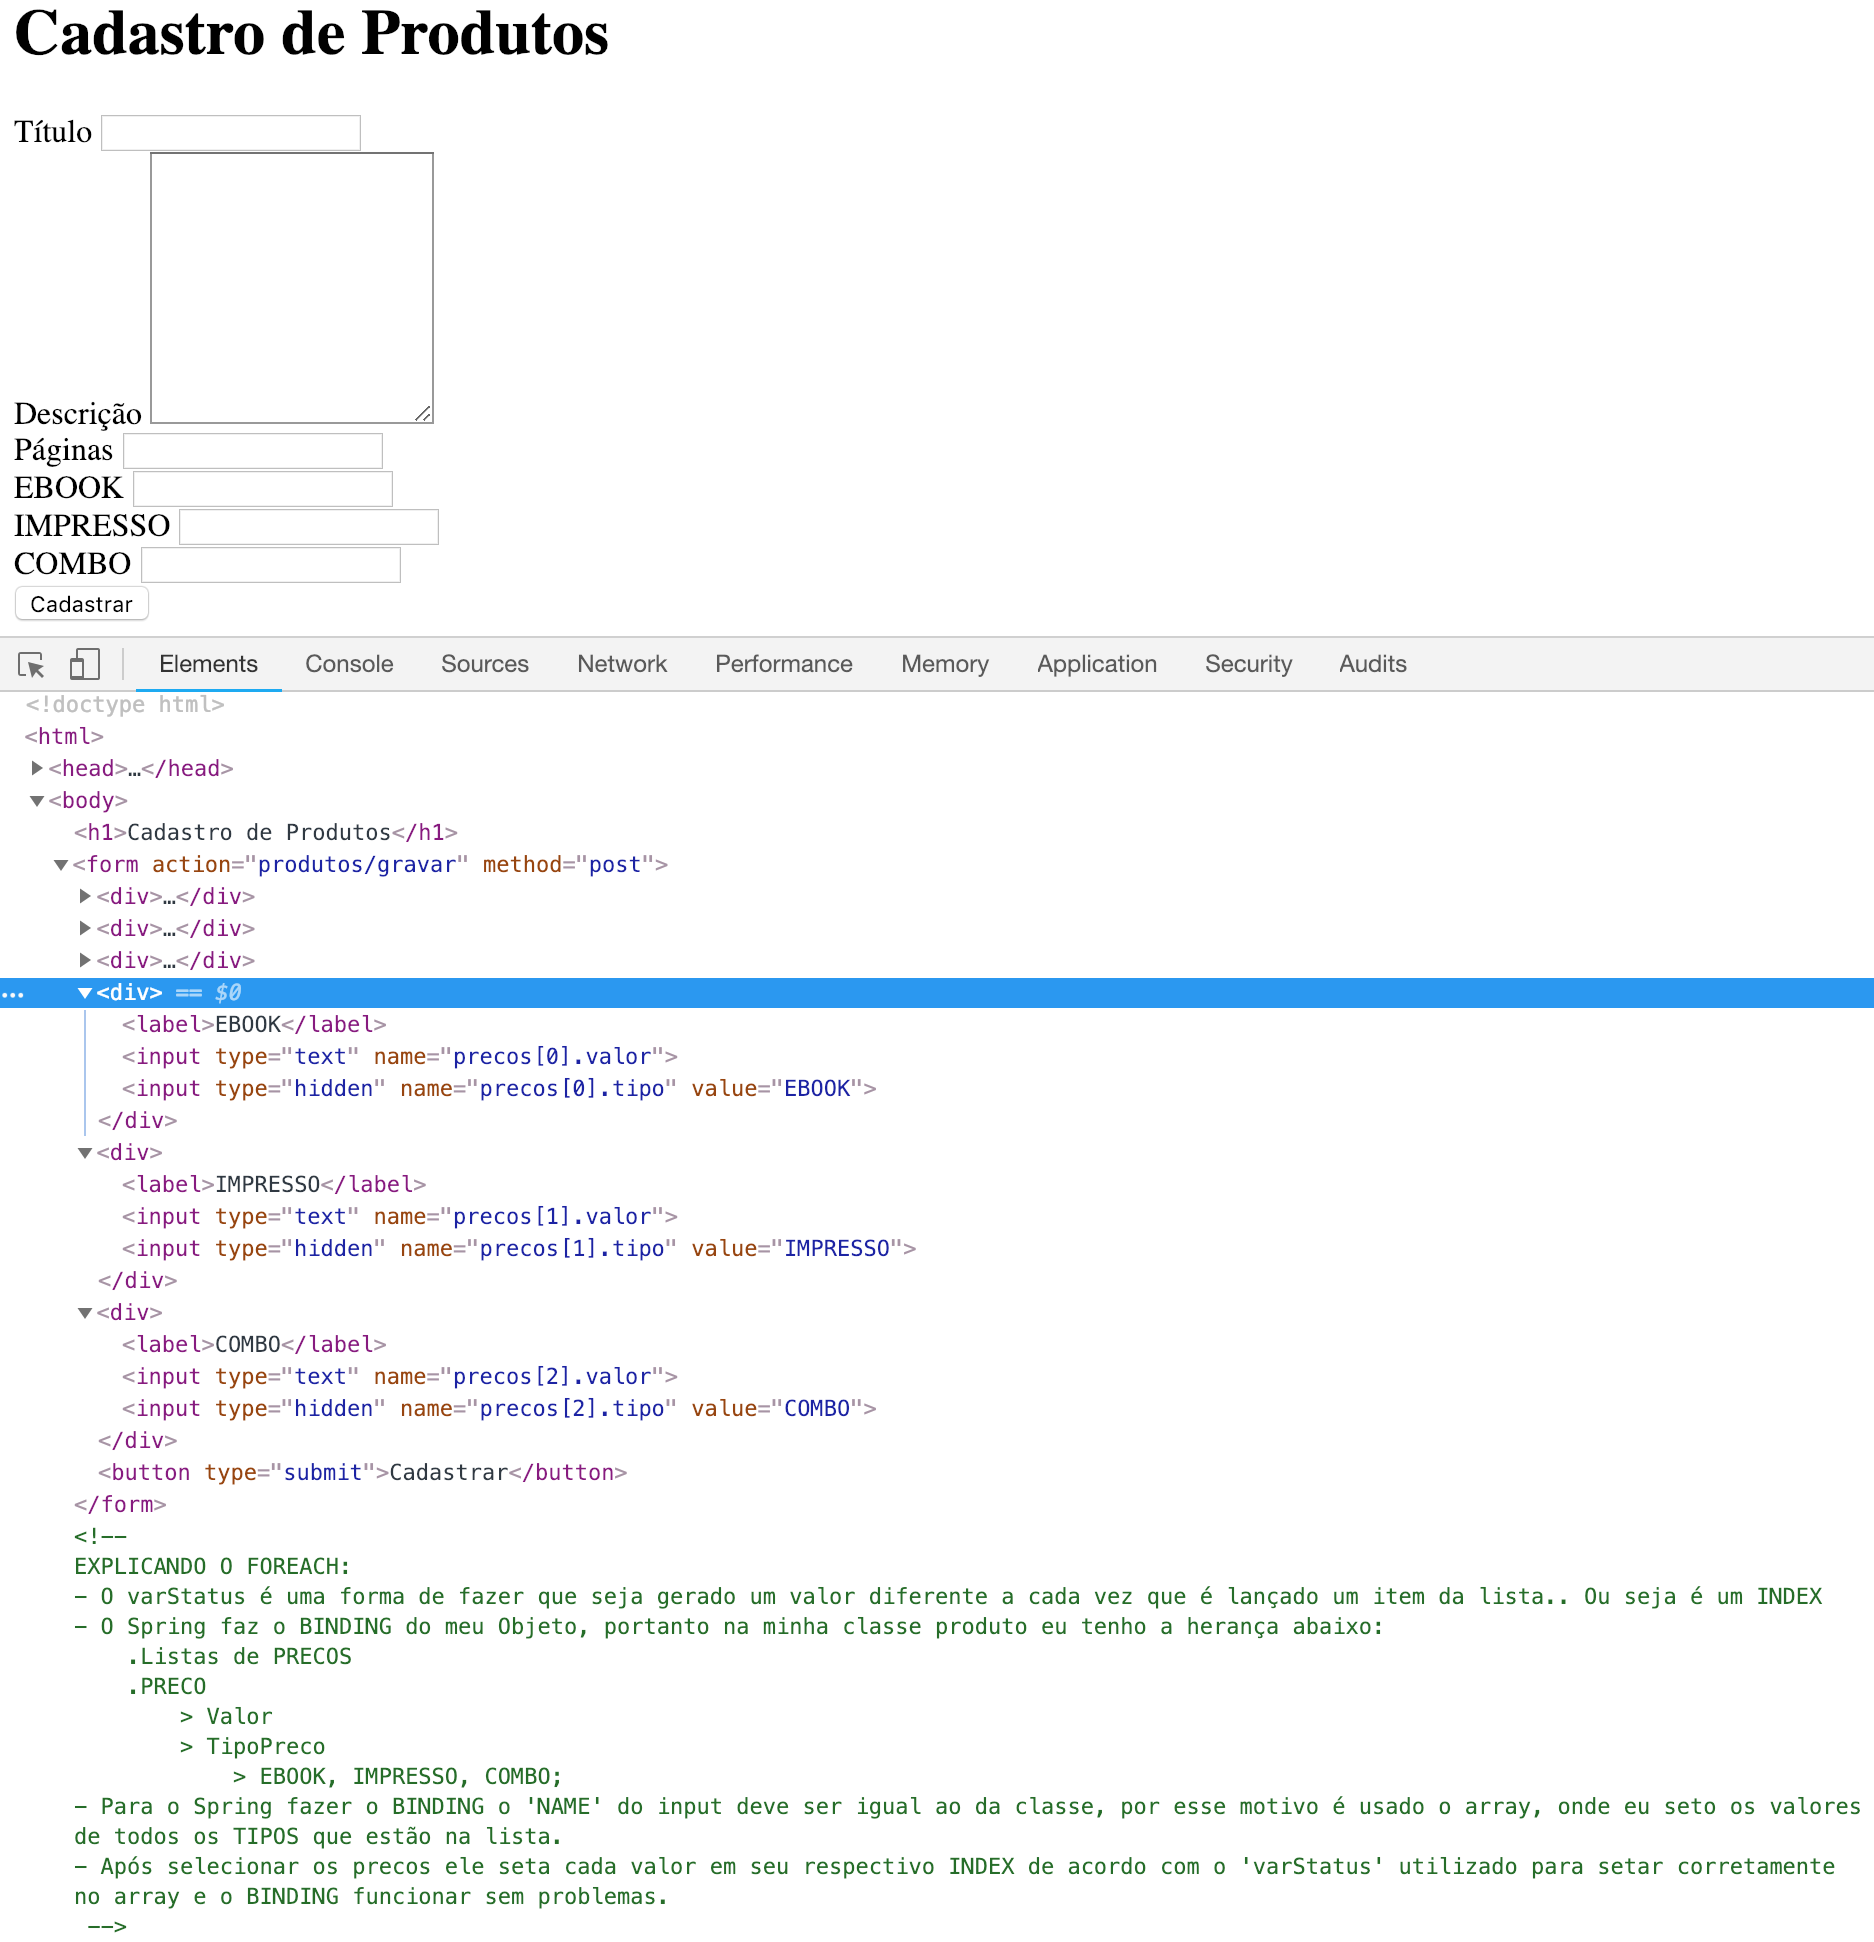 Cadastro de Produtos
Título
Descrição
Páginas
EBOOK
IMPRESSO
COMBO
Cadastrar
Elements Console Sources Network Performance Memory Application Security Audits
<!doctype html>
<html>
<head>…</head>
<body>
<h1>Cadastro de Produtos</h1>
<form action="produtos/gravar" method="post">
<div>…</div>
<div>…</div>
<div>…</div>
... <div> == $0
<label>EBOOK</label>
<input type="text" name="precos[0].valor">
<input type="hidden" name="precos[0].tipo" value="EBOOK">
</div>
<div>
<label>IMPRESSO</label>
<input type="text" name="precos[1].valor">
<input type="hidden" name="precos[1].tipo" value="IMPRESSO">
</div>
<div>
<label>COMBO</label>
<input type="text" name="precos[2].valor">
<input type="hidden" name="precos[2].tipo" value="COMBO">
</div>
<button type="submit">Cadastrar</button>
</form>
<!--
EXPLICANDO O FOREACH:
- O varStatus é uma forma de fazer que seja gerado um valor diferente a cada vez que é lançado um item da lista.. Ou seja é um INDEX
- O Spring faz o BINDING do meu Objeto, portanto na minha classe produto eu tenho a herança abaixo:
.Listas de PRECOS
.PRECO
> Valor
> TipoPreco
> EBOOK, IMPRESSO, COMBO;
- Para o Spring fazer o BINDING o 'NAME' do input deve ser igual ao da classe, por esse motivo é usado o array, onde eu seto os valores
de todos os TIPOS que estão na lista.
- Após selecionar os precos ele seta cada valor em seu respectivo INDEX de acordo com o 'varStatus' utilizado para setar corretamente
no array e o BINDING funcionar sem problemas.
-->